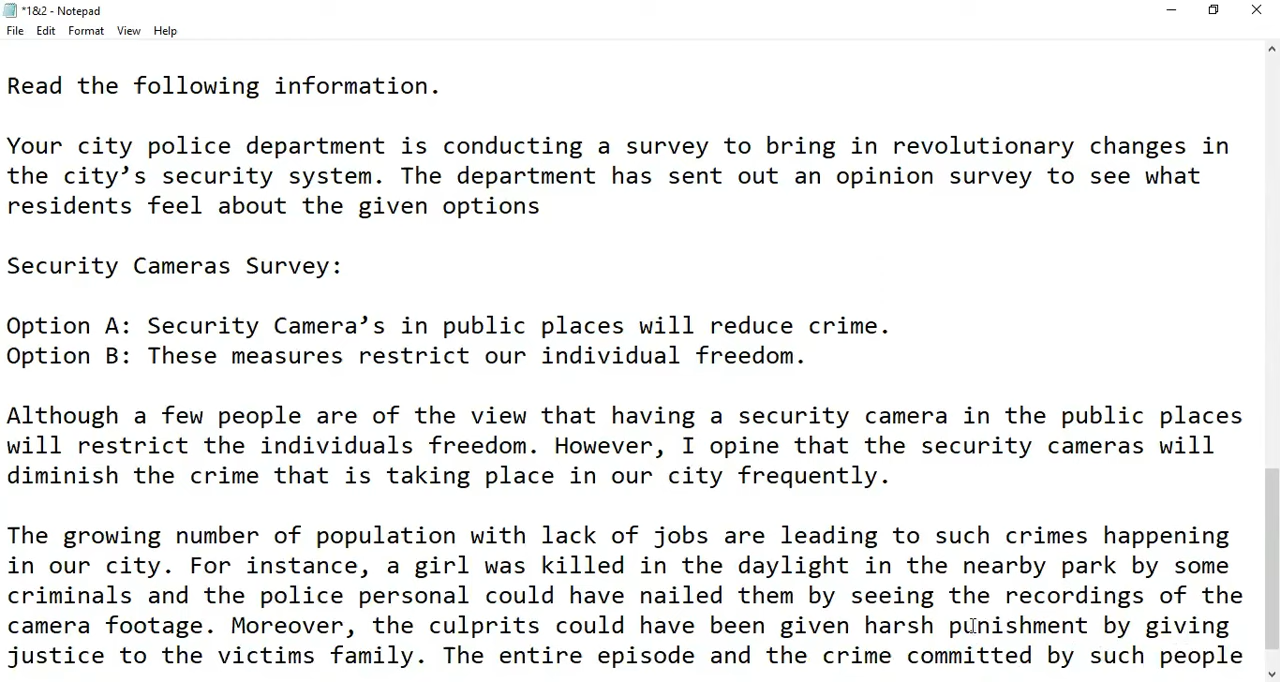 *1&2 - Notepad
File Edit Format View Help
Read the following information.
Your city police department is conducting a survey to bring in revolutionary changes in
the city’s security system. The department has sent out an opinion survey to see what
residents feel about the given options
Security Cameras Survey:
Option A: Security Camera’s in public places will reduce crime.
Option B: These measures restrict our individual freedom.
Although a few people are of the view that having a security camera in the public places
will restrict the individuals freedom. However, I opine that the security cameras will
diminish the crime that is taking place in our city frequently.
The growing number of population with lack of jobs are leading to such crimes happening
in our city. For instance, a girl was killed in the daylight in the nearby park by some
criminals and the police personal could have nailed them by seeing the recordings of the
camera footage. Moreover, the culprits could have been given harsh punishment by giving
justice to the victims family. The entire episode and the crime committed by such people